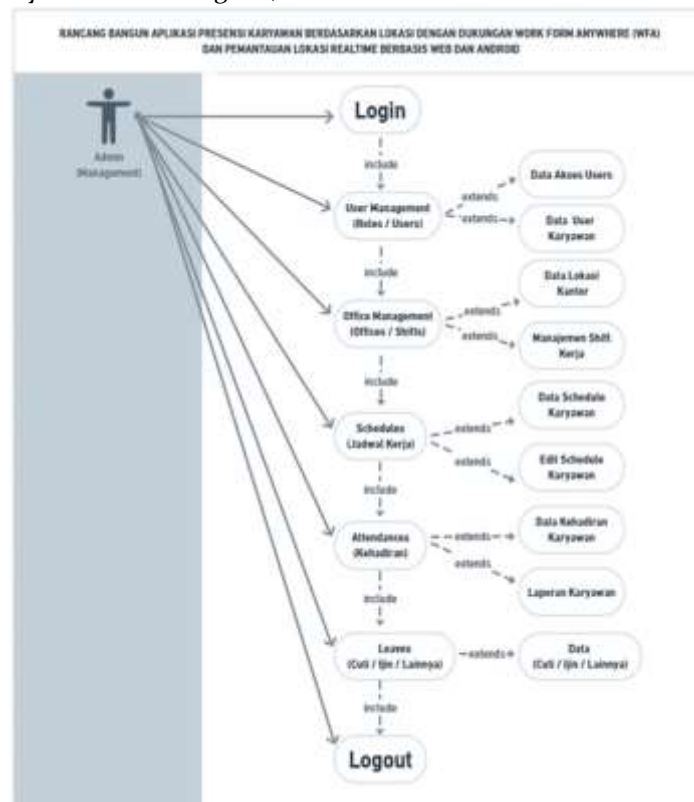 RANCANG BANGUN APLIKASI PRESENSI KARYAWAN BERDASARKAN LOKASI DENGAN DUKUNGAN WORK FORM ANYWHERE (WFA)
DAN PEMANTAUAN LOKASI REALTIME BERBASIS WEB DAN ANDROID
Admin
(Management)
Login
include
User Management
(Roles / Users)
extends
Data Akses Users
extends
Data User
Karyawan
include
Office Management
(Offices / Shifts)
extends
Data Lokasi
Kantor
extends
Manajemen Shift
Kerja
include
Schedules
(Jadwal Kerja)
extends
Data Schedule
Karyawan
extends
Edit Schedule
Karyawan
include
Attendances
(Kehadiran)
extends
Data Kehadiran
Karyawan
extends
Laporan Karyawan
include
Leaves
(Cuti / Ijin / Lainnya)
extends
Data
(Cuti / Ijin / Lainnya)
include
Logout